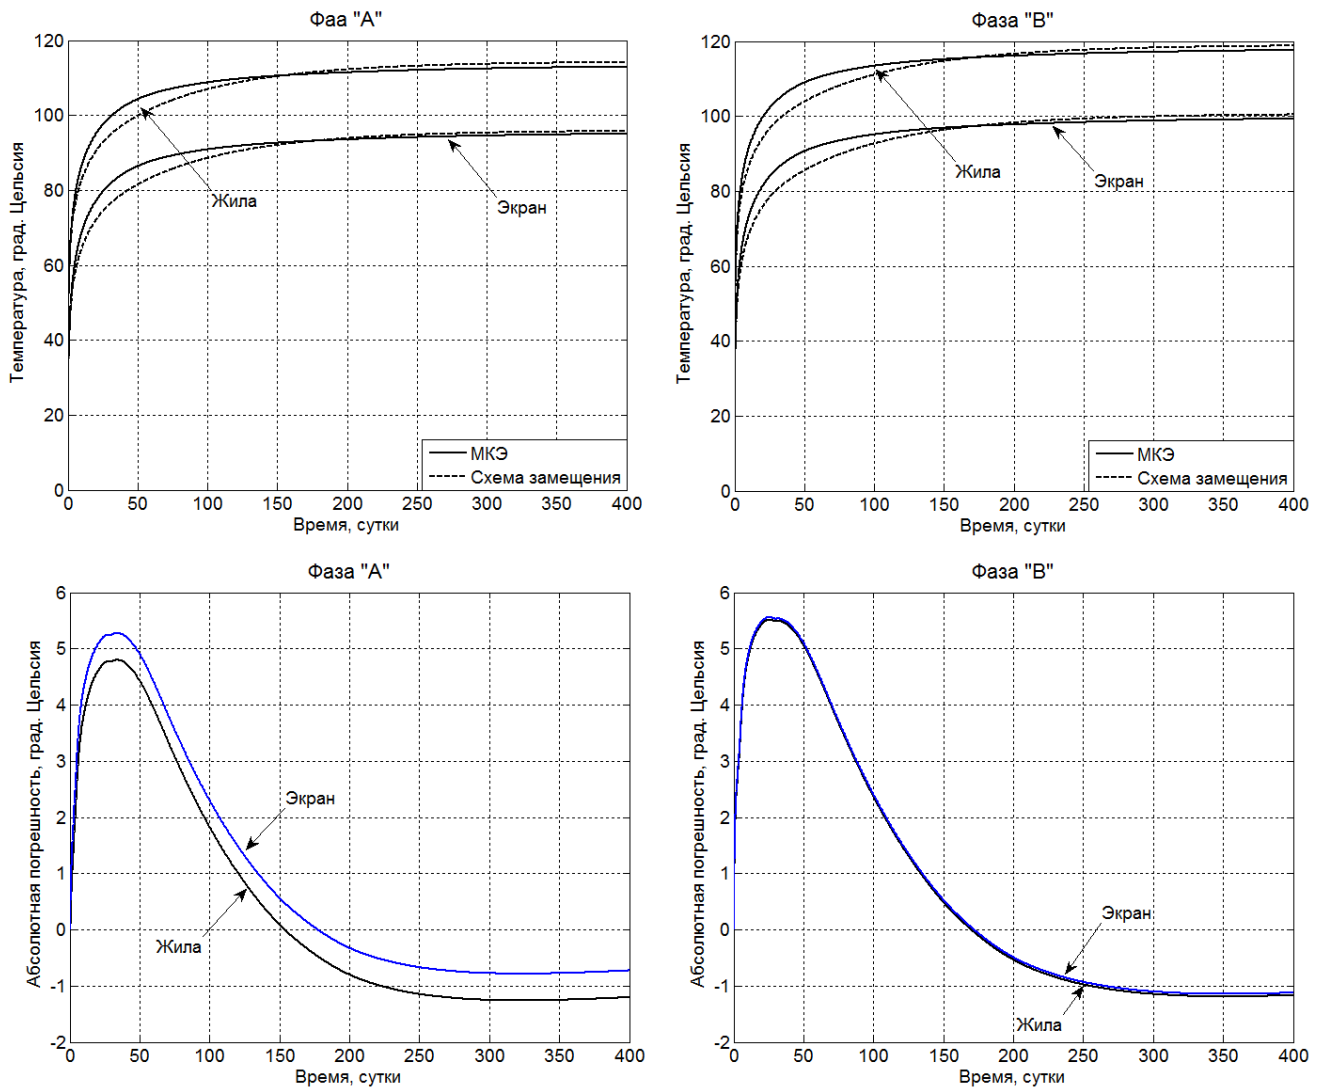 Фаа "А"
120
100
80
60
40
20
0
Температура, град. Цельсия
Жила
Экран
МКЭ
Схема замещения
0 50 100 150 200 250 300 350 400
Время, сутки
Фаза "В"
120
100
80
60
40
20
0
Температура, град. Цельсия
Жила
Экран
МКЭ
Схема замещения
0 50 100 150 200 250 300 350 400
Время, сутки
Фаза "А"
6
5
4
3
2
1
0
-1
-2
Абсолютная погрешность, град. Цельсия
Экран
Жила
0 50 100 150 200 250 300 350 400
Время, сутки
Фаза "В"
6
5
4
3
2
1
0
-1
-2
Абсолютная погрешность, град. Цельсия
Экран
Жила
0 50 100 150 200 250 300 350 400
Время, сутки